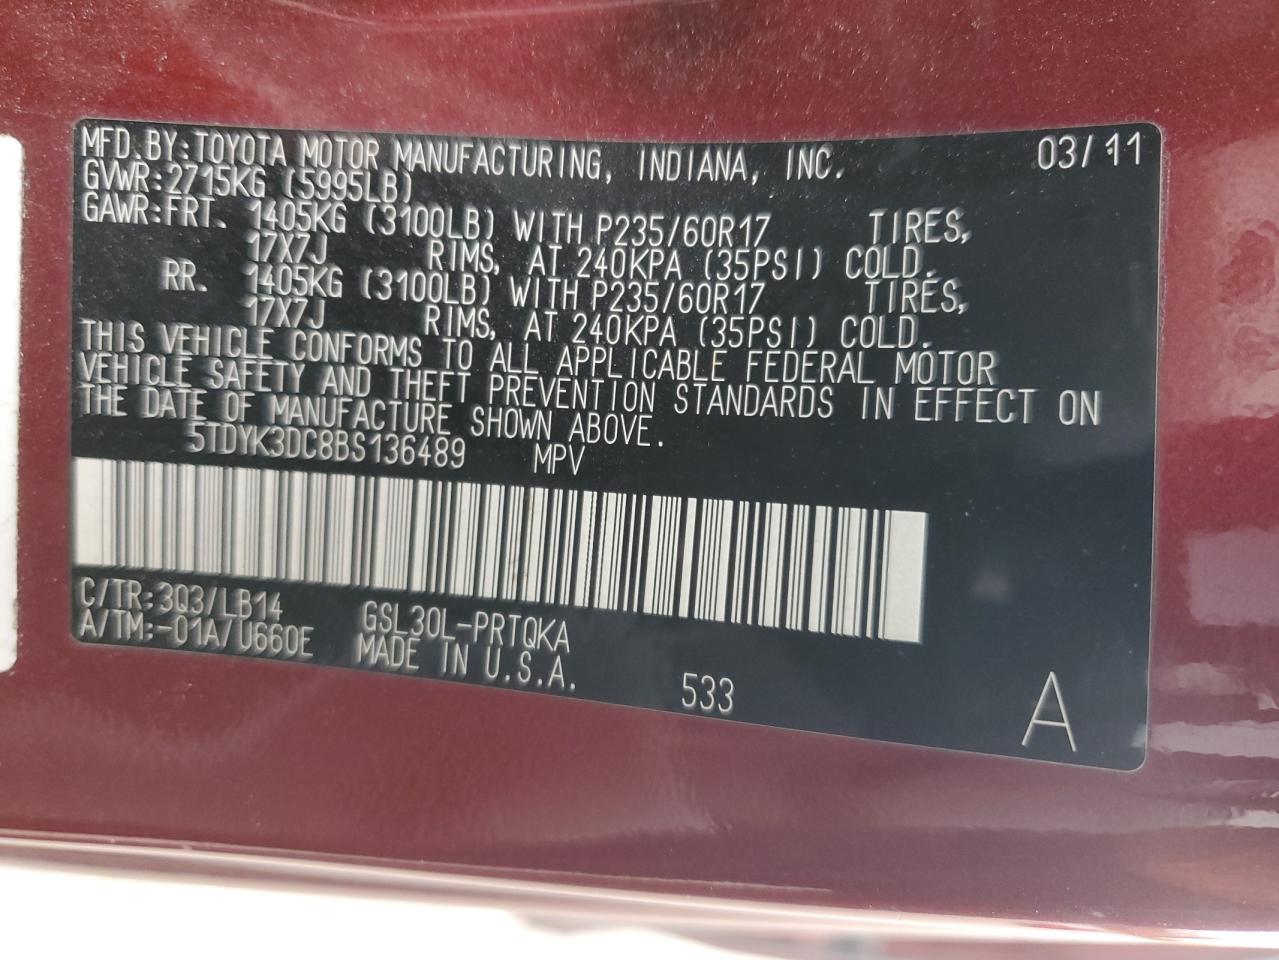 MFD. BY: TOYOTA MOTOR MANUFACTURING, INDIANA, INC. 03/11
GVWR: 2715KG (5995LB)
GAWR: FRT. 1405KG (3100LB) WITH P235/60R17 TIRES,
17X7J RIMS, AT 240KPA (35PSI) COLD.
RR. 1405KG (3100LB) WITH P235/60R17 TIRES,
17X7J RIMS, AT 240KPA (35PSI) COLD.
THIS VEHICLE CONFORMS TO ALL APPLICABLE FEDERAL MOTOR
VEHICLE SAFETY AND THEFT PREVENTION STANDARDS IN EFFECT ON
THE DATE OF MANUFACTURE SHOWN ABOVE.
5TDYK3DC8BS136489 MPV
C/TR: 3Q3/LB14 GSL30L-PRTQKA
A/TM: -01A/U660E MADE IN U.S.A.
533
A